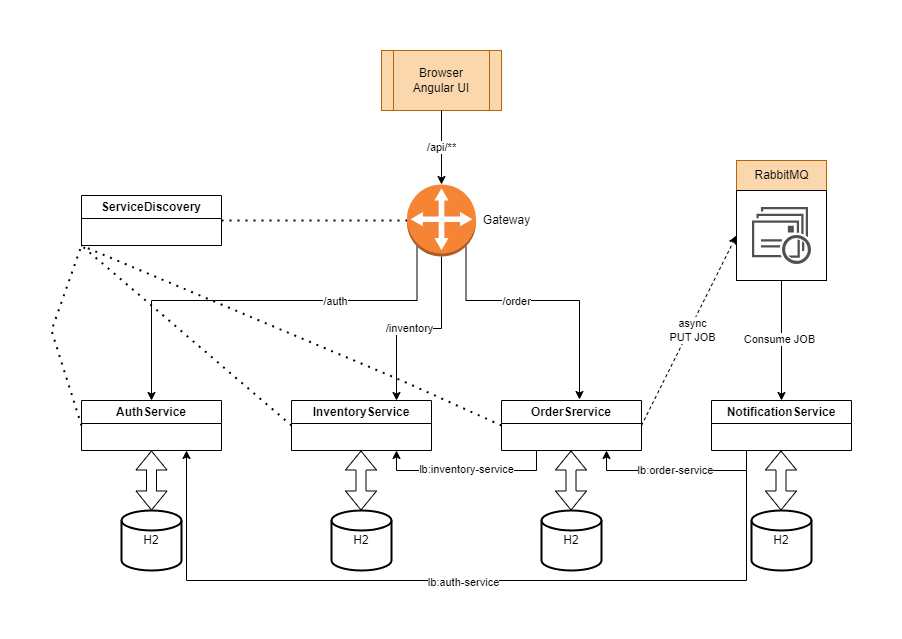 Browser
Angular UI
/api/**
RabbitMQ
ServiceDiscovery
Gateway
/auth
/order
/inventory
async
PUT JOB
Consume JOB
AuthService
InventoryService
OrderSrervice
NotificationService
lb:inventory-service
lb:order-service
H2
H2
H2
H2
lb:auth-service